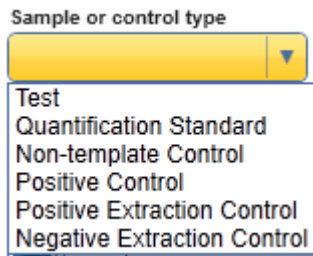 Sample or control type
Test
Quantification Standard
Non-template Control
Positive Control
Positive Extraction Control
Negative Extraction Control